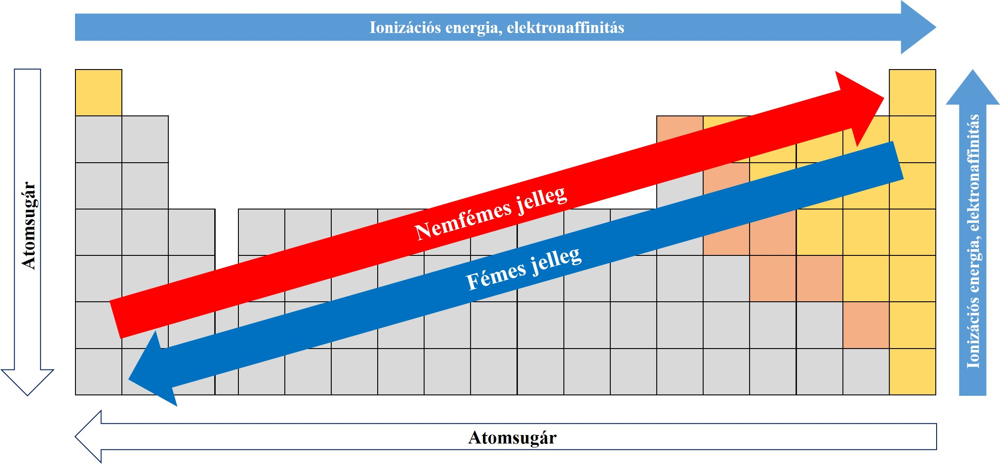 Ionizációs energia, elektronaffinitás
Atomsugár
Nemfémes jelleg
Fémes jelleg
Ionizációs energia, elektronaffinitás
Atomsugár